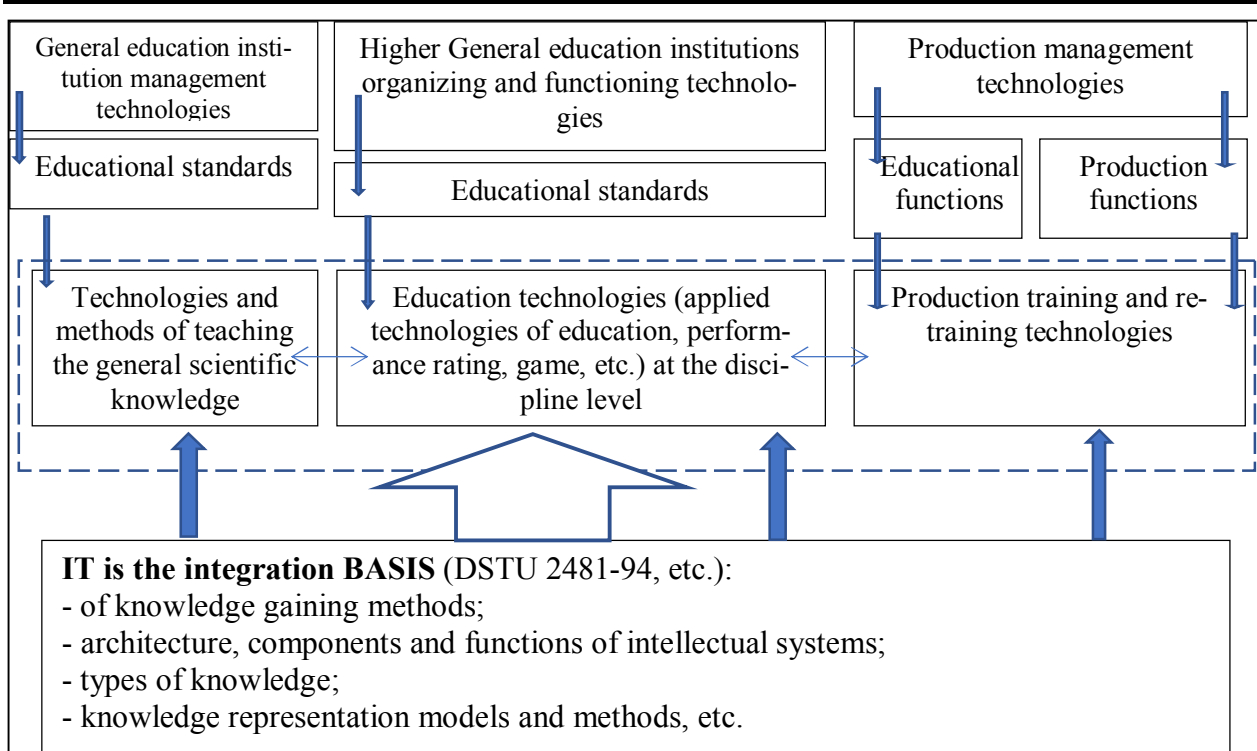 General education insti-
tution management
technologies
Higher General education institutions
organizing and functioning technolo-
gies
Production management
technologies
Educational standards
Educational standards
Educational
functions
Production
functions
Technologies and
methods of teaching
the general scientific
knowledge
Education technologies (applied
technologies of education, perform-
ance rating, game, etc.) at the disci-
pline level
Production training and re-
training technologies
IT is the integration BASIS (DSTU 2481-94, etc.):
- of knowledge gaining methods;
- architecture, components and functions of intellectual systems;
- types of knowledge;
- knowledge representation models and methods, etc.